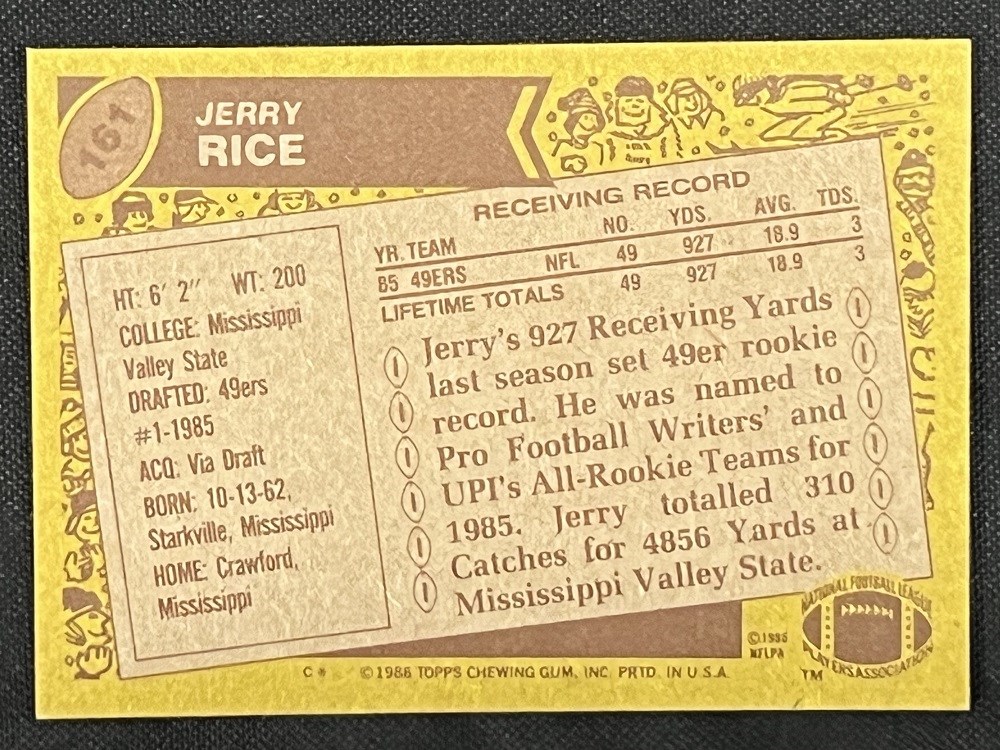 161
JERRY
RICE
RECEIVING RECORD
YR. TEAM NO. YDS. AVG. TDS.
85 49ERS NFL 49 927 18.9 3
LIFETIME TOTALS 49 927 18.9 3
HT: 6' 2" WT: 200
COLLEGE: Mississippi
Valley State
DRAFTED: 49ers
#1-1985
ACQ: Via Draft
BORN: 10-13-62,
Starkville, Mississippi
HOME: Crawford,
Mississippi
Jerry's 927 Receiving Yards
last season set 49er rookie
record. He was named to
Pro Football Writers' and
UPI's All-Rookie Teams for
1985. Jerry totalled 310
Catches for 4856 Yards at
Mississippi Valley State.
©1986
NFLPA
NATIONAL FOOTBALL LEAGUE
PLAYERS ASSOCIATION
TM
C* ©1986 TOPPS CHEWING GUM, INC. PRTD. IN U.S.A.